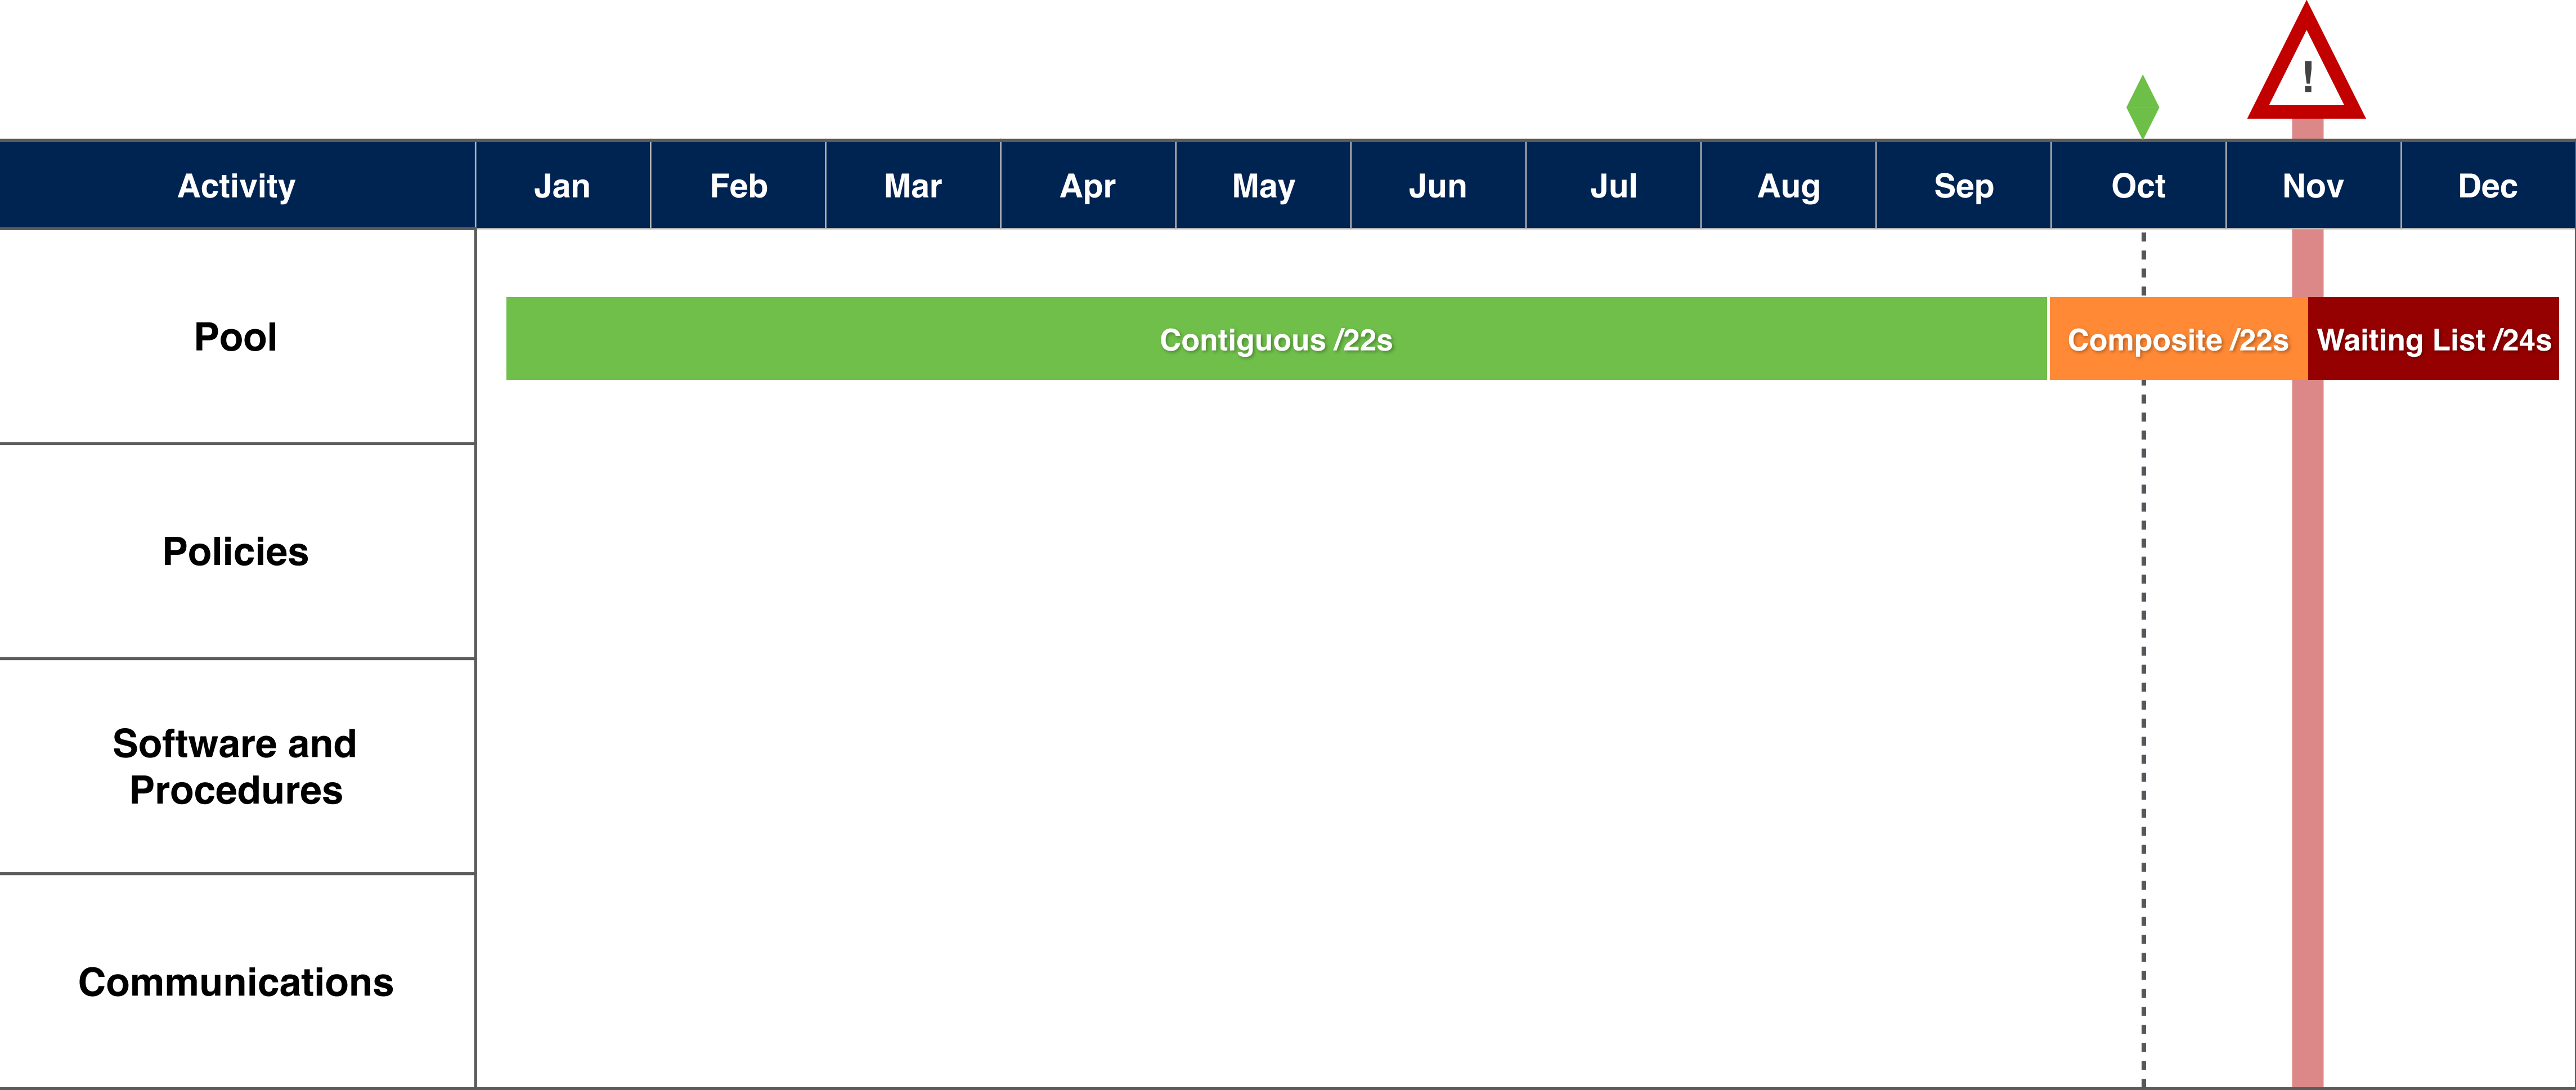 !
Activity Jan Feb Mar Apr May Jun Jul Aug Sep Oct Nov Dec
Pool Contiguous /22s Composite /22s Waiting List /24s
Policies
Software and
Procedures
Communications